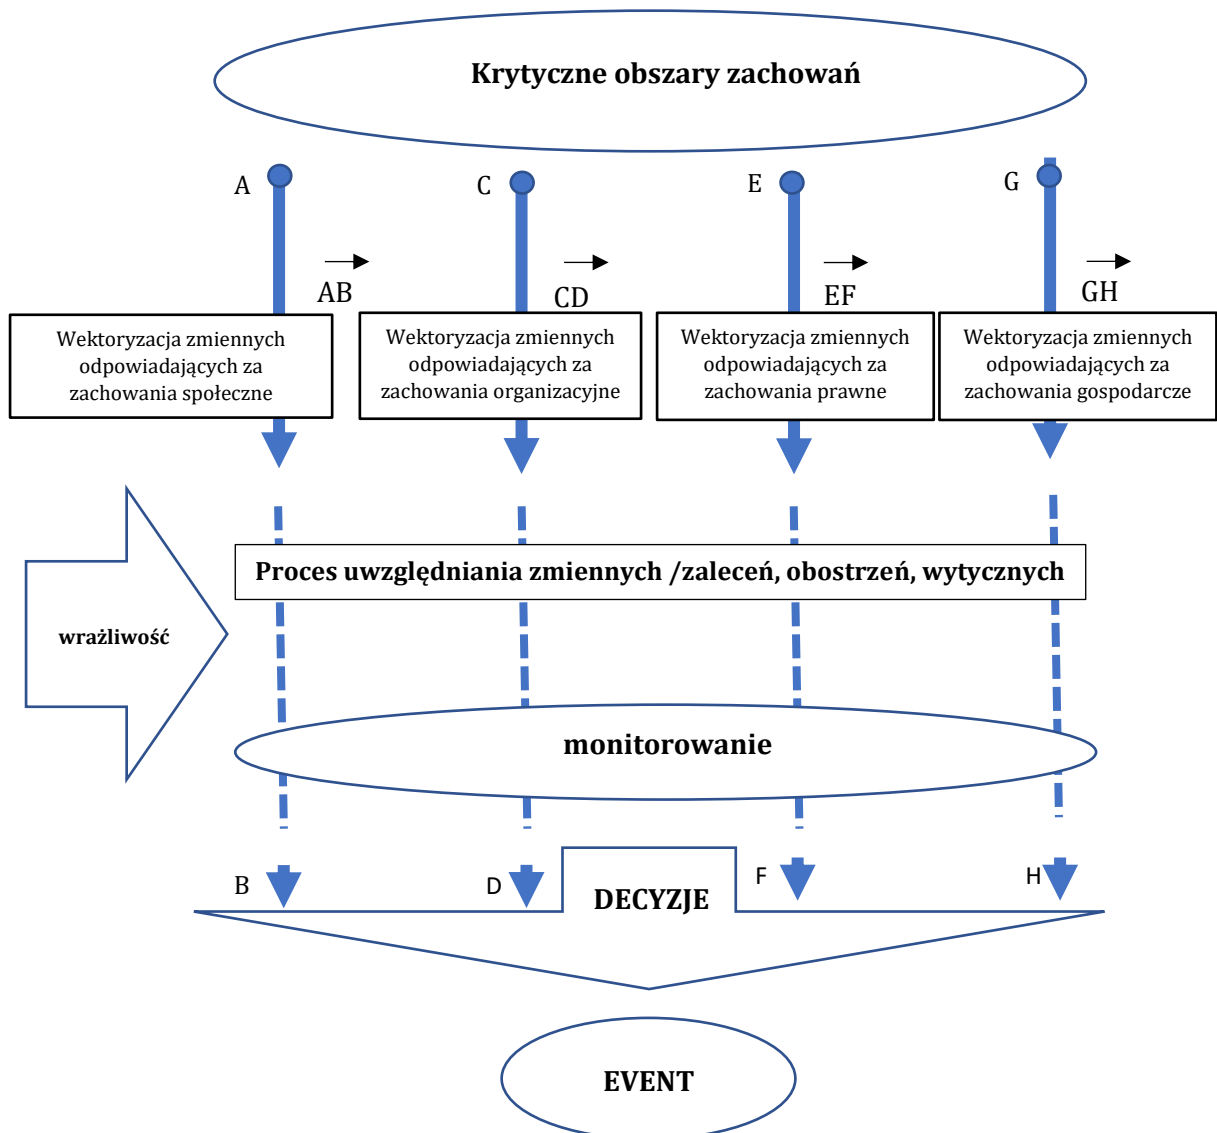 Krytyczne obszary zachowań
A
C
E
G
AB
CD
EF
GH
Wektoryzacja zmiennych
odpowiadających za
zachowania społeczne
Wektoryzacja zmiennych
odpowiadających za
zachowania organizacyjne
Wektoryzacja zmiennych
odpowiadających za
zachowania prawne
Wektoryzacja zmiennych
odpowiadających za
zachowania gospodarcze
Proces uwzględniania zmiennych /zaleceń, obostrzeń, wytycznych
wrażliwość
monitorowanie
B
D
F
H
DECYZJE
EVENT